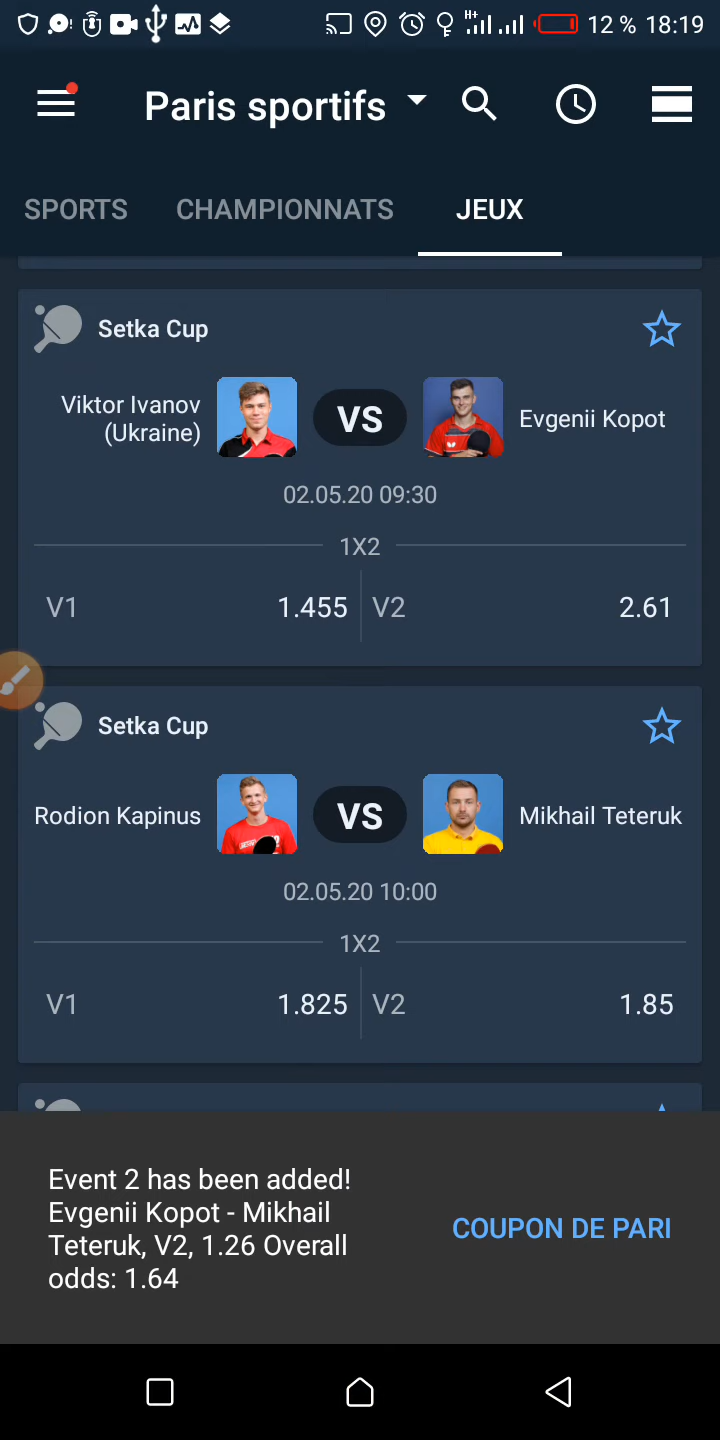 H+ 12 % 18:19
Paris sportifs
SPORTS CHAMPIONNATS JEUX
Setka Cup
Viktor Ivanov
(Ukraine)
VS
Evgenii Kopot
02.05.20 09:30
1X2
V1 1.455 V2 2.61
Setka Cup
Rodion Kapinus VS Mikhail Teteruk
02.05.20 10:00
1X2
V1 1.825 V2 1.85
Event 2 has been added!
Evgenii Kopot - Mikhail
Teteruk, V2, 1.26 Overall
odds: 1.64
COUPON DE PARI